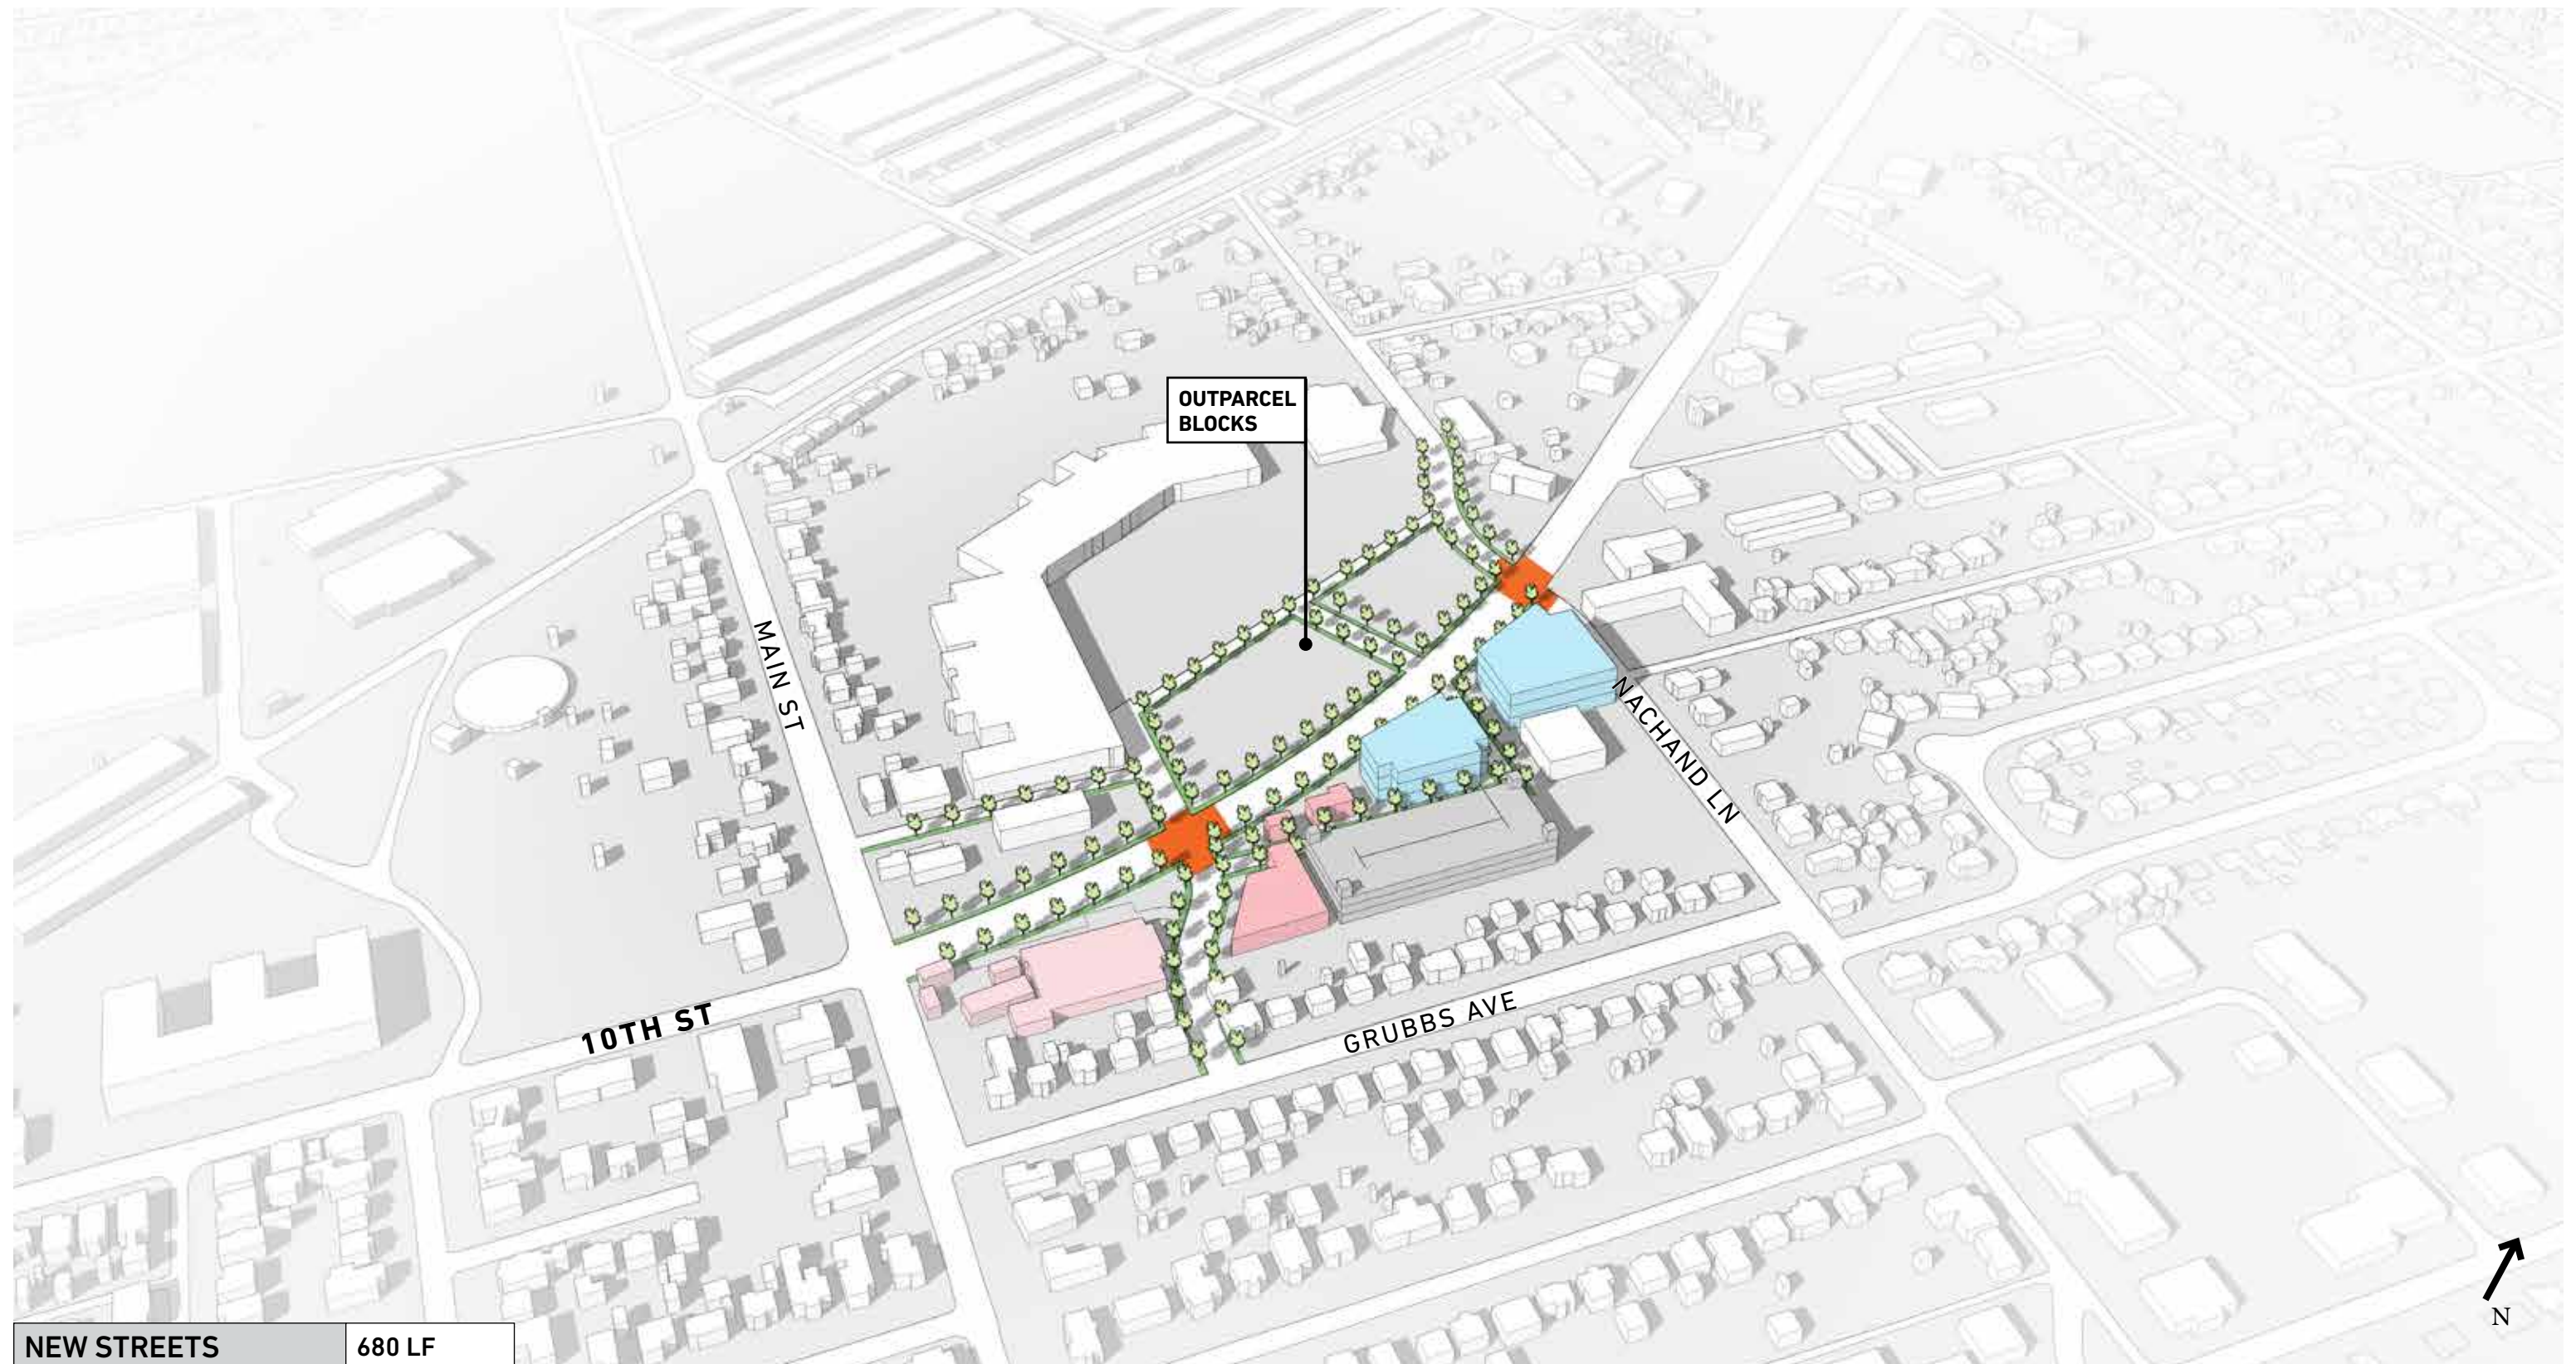 OUTPARCEL
BLOCKS
MAIN ST
NACHAND LN
10TH ST
GRUBBS AVE
N
NEW STREETS 680 LF